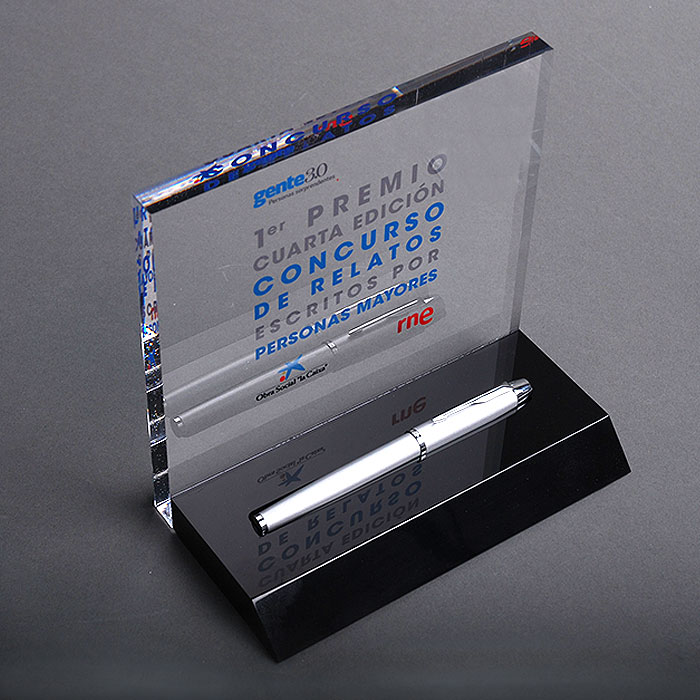 gente3.0
Personas sorprendentes.
1er PREMIO
CUARTA EDICIÓN
CONCURSO
DE RELATOS
ESCRITOS POR
PERSONAS MAYORES
rne
Obra Social "la Caixa"